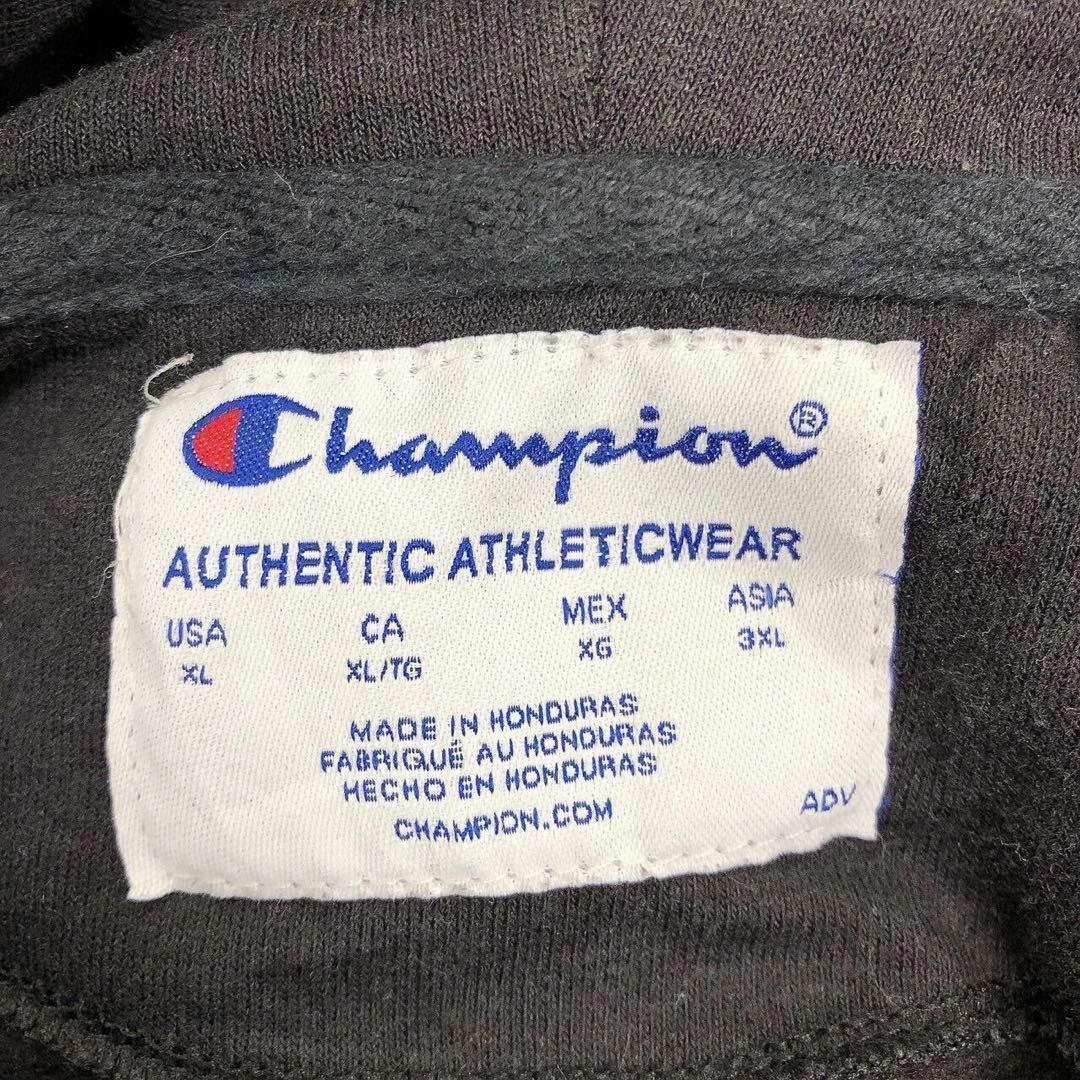 Champion®
AUTHENTIC ATHLETICWEAR
USA CA MEX ASIA
XL XL/TG XG 3XL
MADE IN HONDURAS
FABRIQUÉ AU HONDURAS
HECHO EN HONDURAS
CHAMPION.COM
ADV